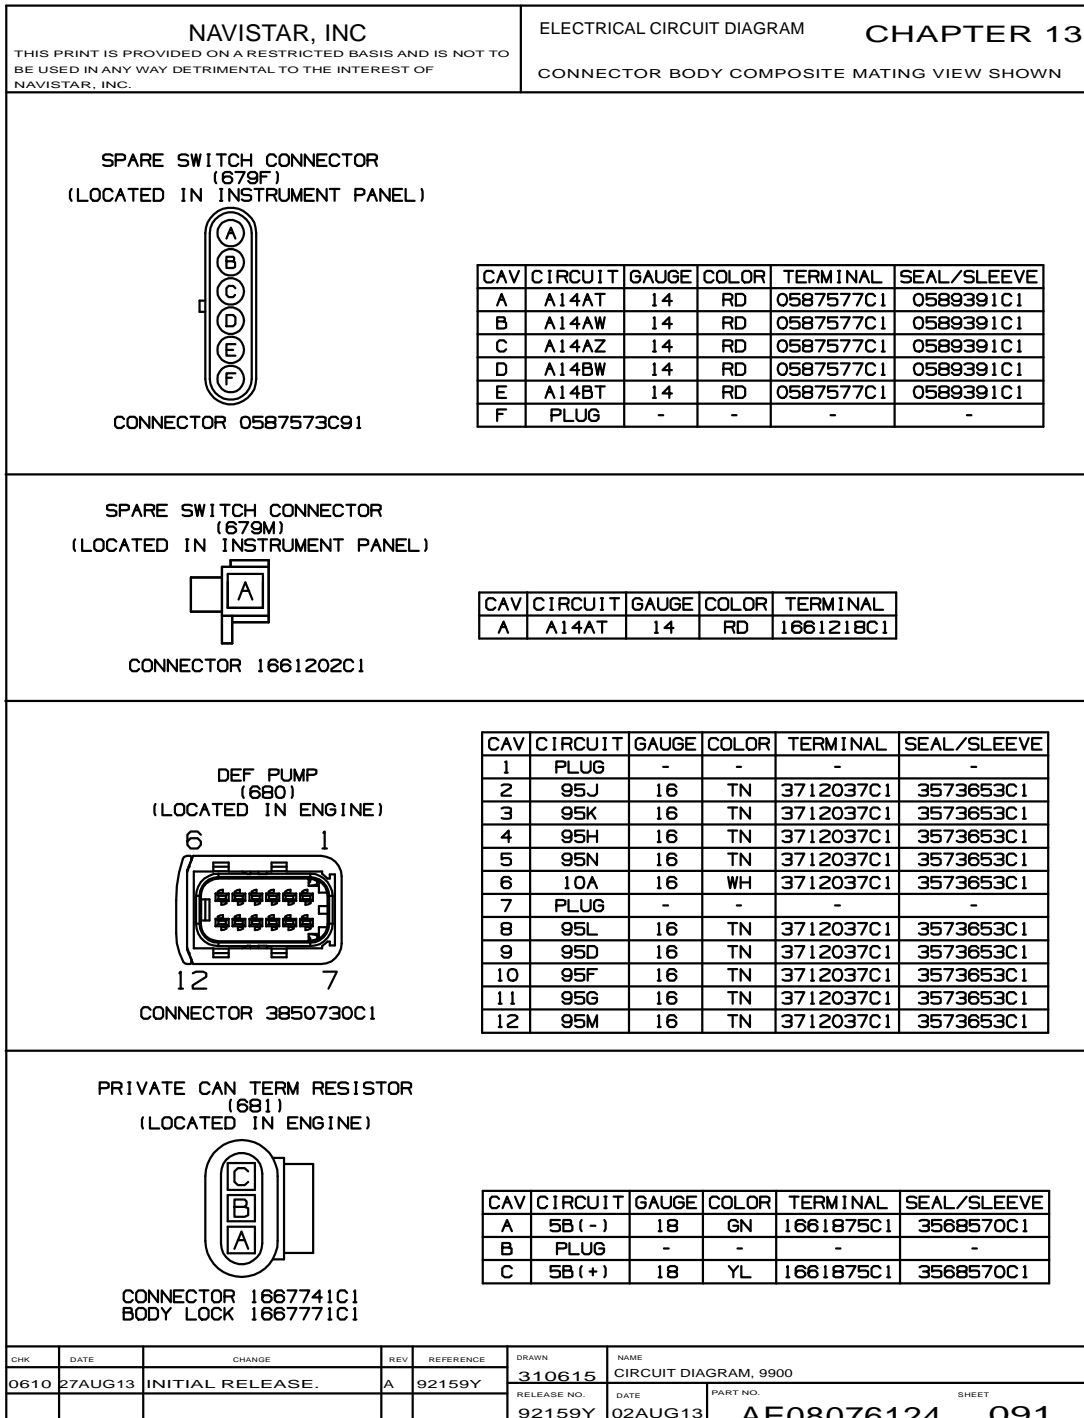 NAVISTAR, INC
THIS PRINT IS PROVIDED ON A RESTRICTED BASIS AND IS NOT TO
BE USED IN ANY WAY DETRIMENTAL TO THE INTEREST OF
NAVISTAR, INC.
ELECTRICAL CIRCUIT DIAGRAM CHAPTER 13
CONNECTOR BODY COMPOSITE MATING VIEW SHOWN
SPARE SWITCH CONNECTOR
(679F)
(LOCATED IN INSTRUMENT PANEL)
A
B
C
D
E
F
CONNECTOR 0587573C91
CAV CIRCUIT GAUGE COLOR TERMINAL SEAL/SLEEVE
A A14AT 14 RD 0587577C1 0589391C1
B A14AW 14 RD 0587577C1 0589391C1
C A14AZ 14 RD 0587577C1 0589391C1
D A14BW 14 RD 0587577C1 0589391C1
E A14BT 14 RD 0587577C1 0589391C1
F PLUG - - - -
SPARE SWITCH CONNECTOR
(679M)
(LOCATED IN INSTRUMENT PANEL)
A
CONNECTOR 1661202C1
CAV CIRCUIT GAUGE COLOR TERMINAL
A A14AT 14 RD 1661218C1
DEF PUMP
(680)
(LOCATED IN ENGINE)
6 1
12 7
CONNECTOR 3850730C1
CAV CIRCUIT GAUGE COLOR TERMINAL SEAL/SLEEVE
1 PLUG - - - -
2 95J 16 TN 3712037C1 3573653C1
3 95K 16 TN 3712037C1 3573653C1
4 95H 16 TN 3712037C1 3573653C1
5 95N 16 TN 3712037C1 3573653C1
6 10A 16 WH 3712037C1 3573653C1
7 PLUG - - - -
8 95L 16 TN 3712037C1 3573653C1
9 95D 16 TN 3712037C1 3573653C1
10 95F 16 TN 3712037C1 3573653C1
11 95G 16 TN 3712037C1 3573653C1
12 95M 16 TN 3712037C1 3573653C1
PRIVATE CAN TERM RESISTOR
(681)
(LOCATED IN ENGINE)
C
B
A
CONNECTOR 1667741C1
BODY LOCK 1667771C1
CAV CIRCUIT GAUGE COLOR TERMINAL SEAL/SLEEVE
A 5B(-) 18 GN 1661875C1 3568570C1
B PLUG - - - -
C 5B(+) 18 YL 1661875C1 3568570C1
CHK DATE CHANGE REV REFERENCE
0610 27AUG13 INITIAL RELEASE. A 92159Y
DRAWN
310615
NAME
CIRCUIT DIAGRAM, 9900
RELEASE NO.
92159Y
DATE
02AUG13
PART NO.
AE08076124
SHEET
091